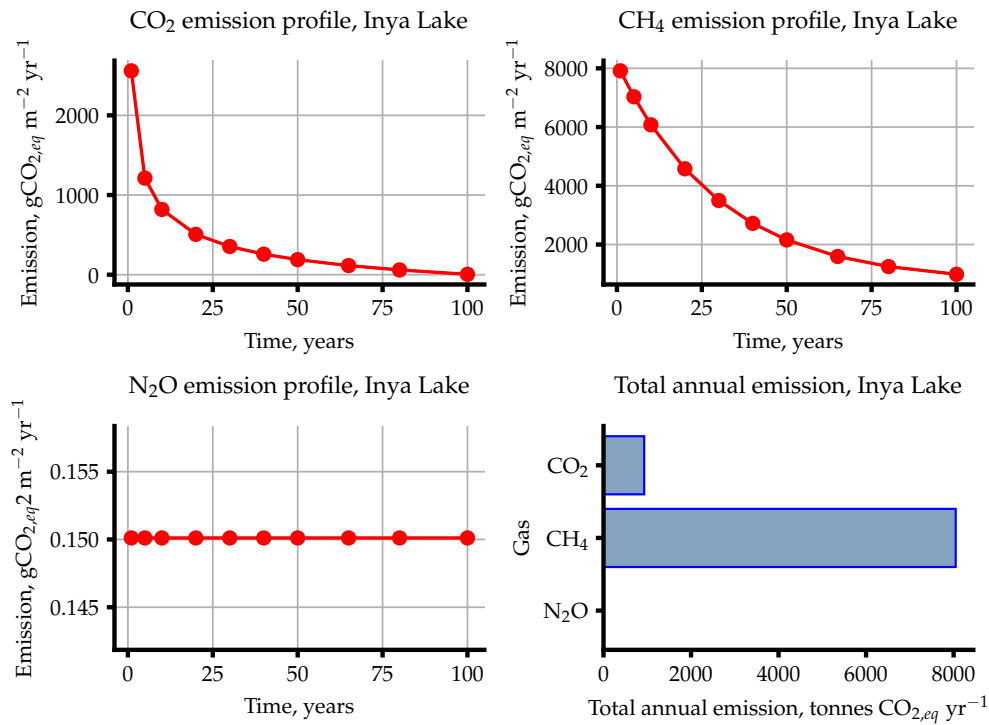 CO₂ emission profile, Inya Lake
Emission, gCO₂,eq m⁻² yr⁻¹
2000
1000
0
0 25 50 75 100
Time, years
CH₄ emission profile, Inya Lake
Emission, gCO₂,eq m⁻² yr⁻¹
8000
6000
4000
2000
0 25 50 75 100
Time, years
N₂O emission profile, Inya Lake
Emission, gCO₂,eq2 m⁻² yr⁻¹
0.155
0.150
0.145
0 25 50 75 100
Time, years
Total annual emission, Inya Lake
Gas
CO₂
CH₄
N₂O
0 2000 4000 6000 8000
Total annual emission, tonnes CO₂,eq yr⁻¹